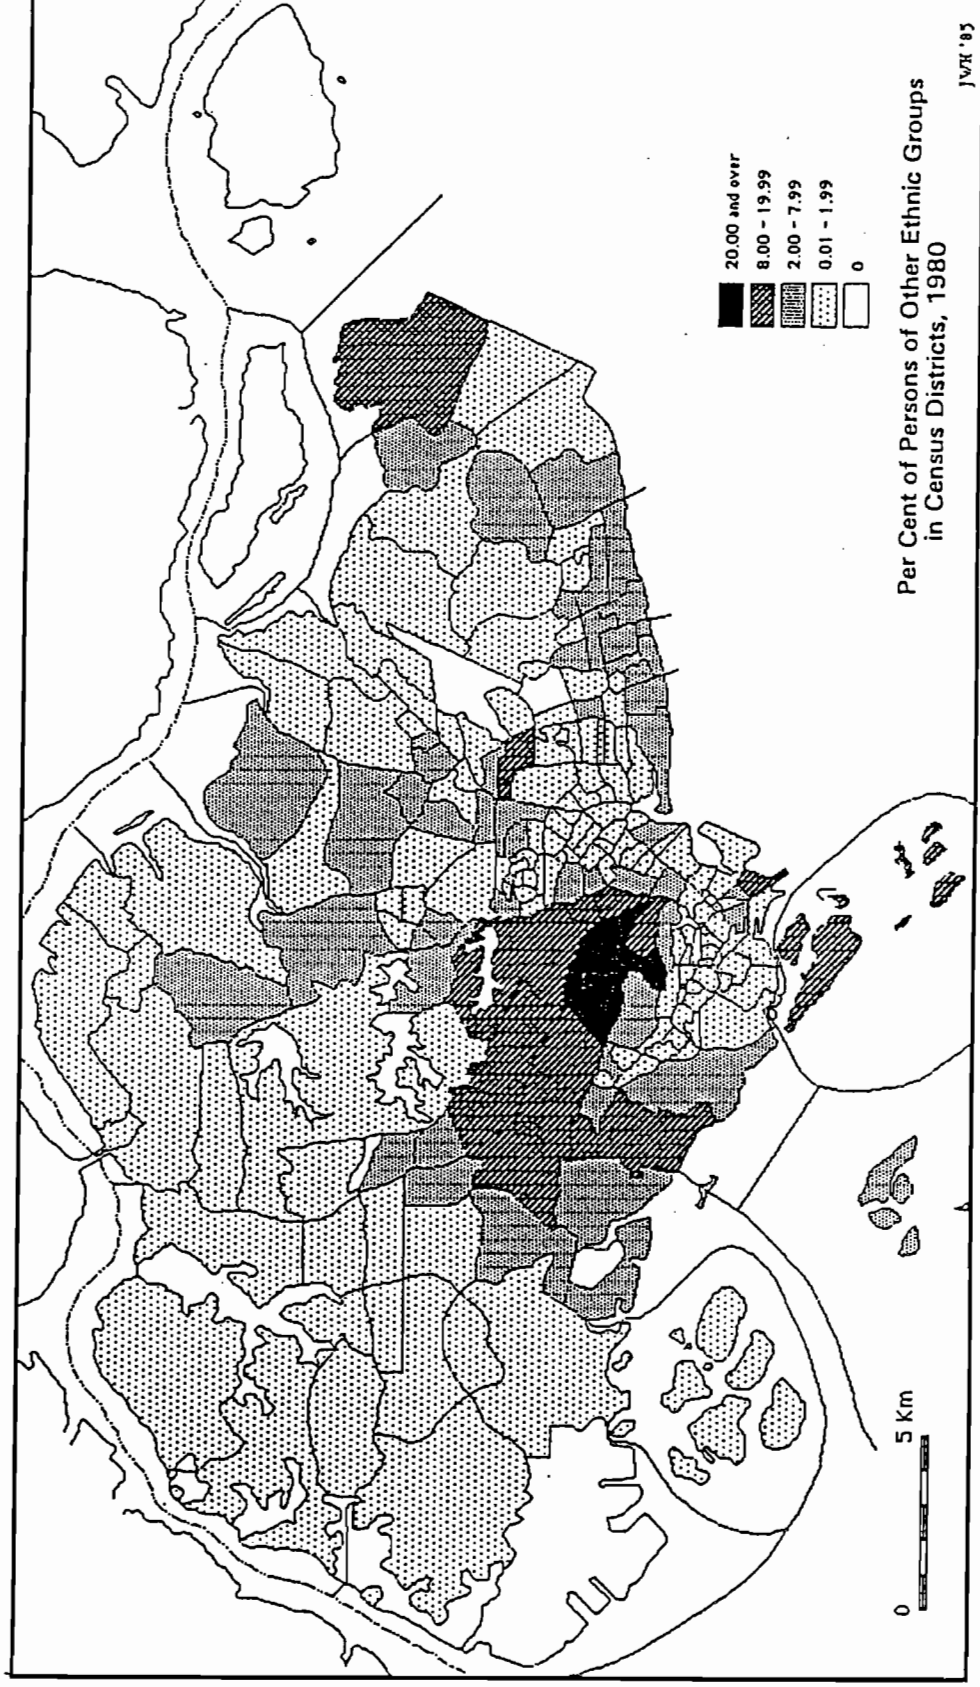 20.00 and over
8.00 - 19.99
2.00 - 7.99
0.01 - 1.99
0
0 5 Km
Per Cent of Persons of Other Ethnic Groups
in Census Districts, 1980
JWH '85